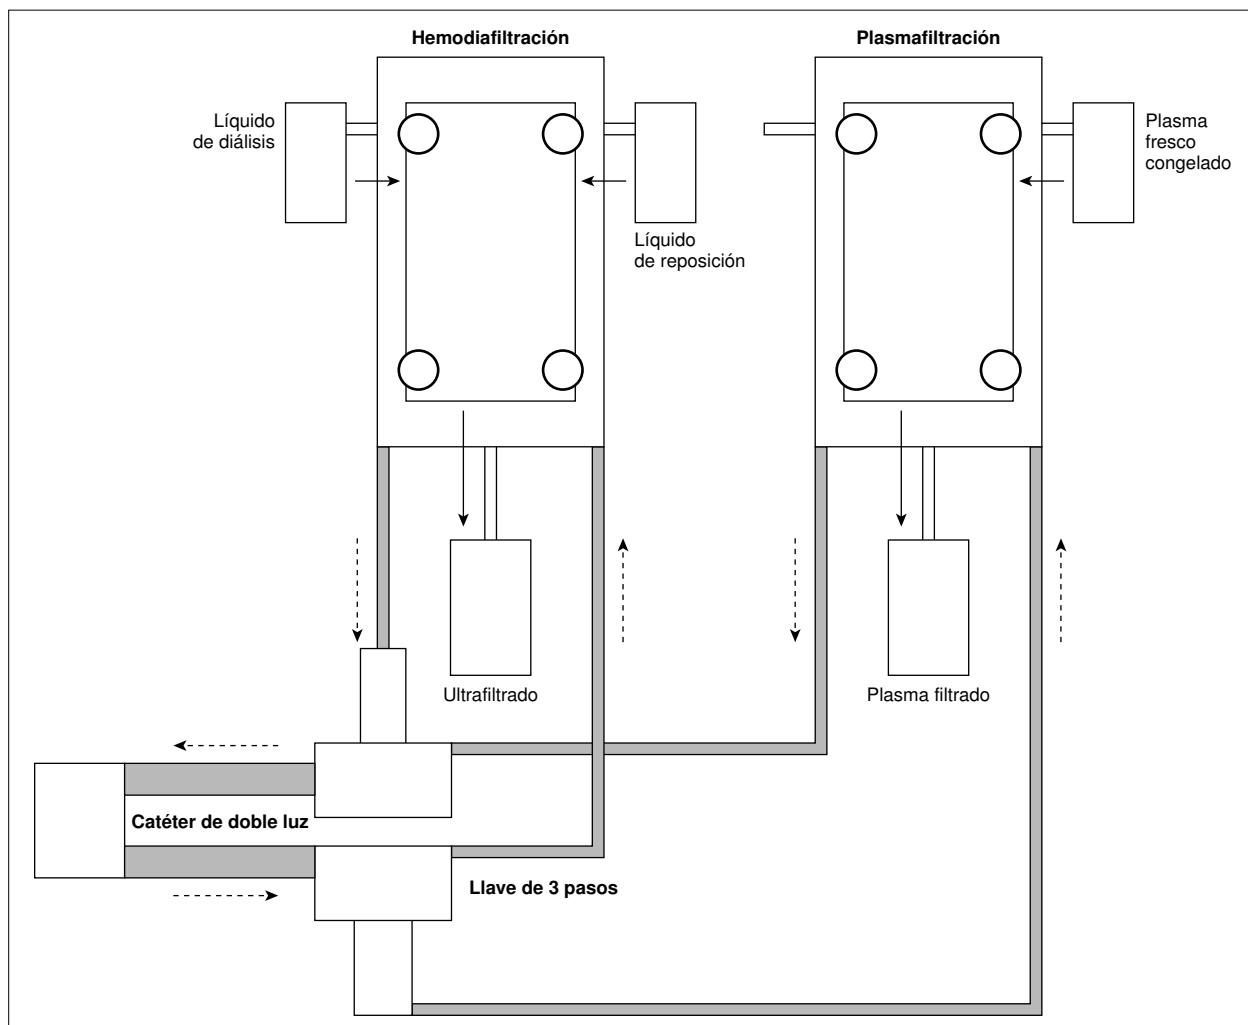 Hemodiafiltración
Plasmafiltración
Líquido
de diálisis
Líquido
de reposición
Plasma
fresco
congelado
Ultrafiltrado
Plasma filtrado
Catéter de doble luz
Llave de 3 pasos